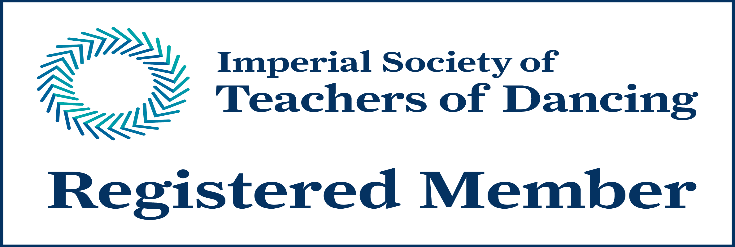 Imperial Society of
Teachers of Dancing
Registered Member